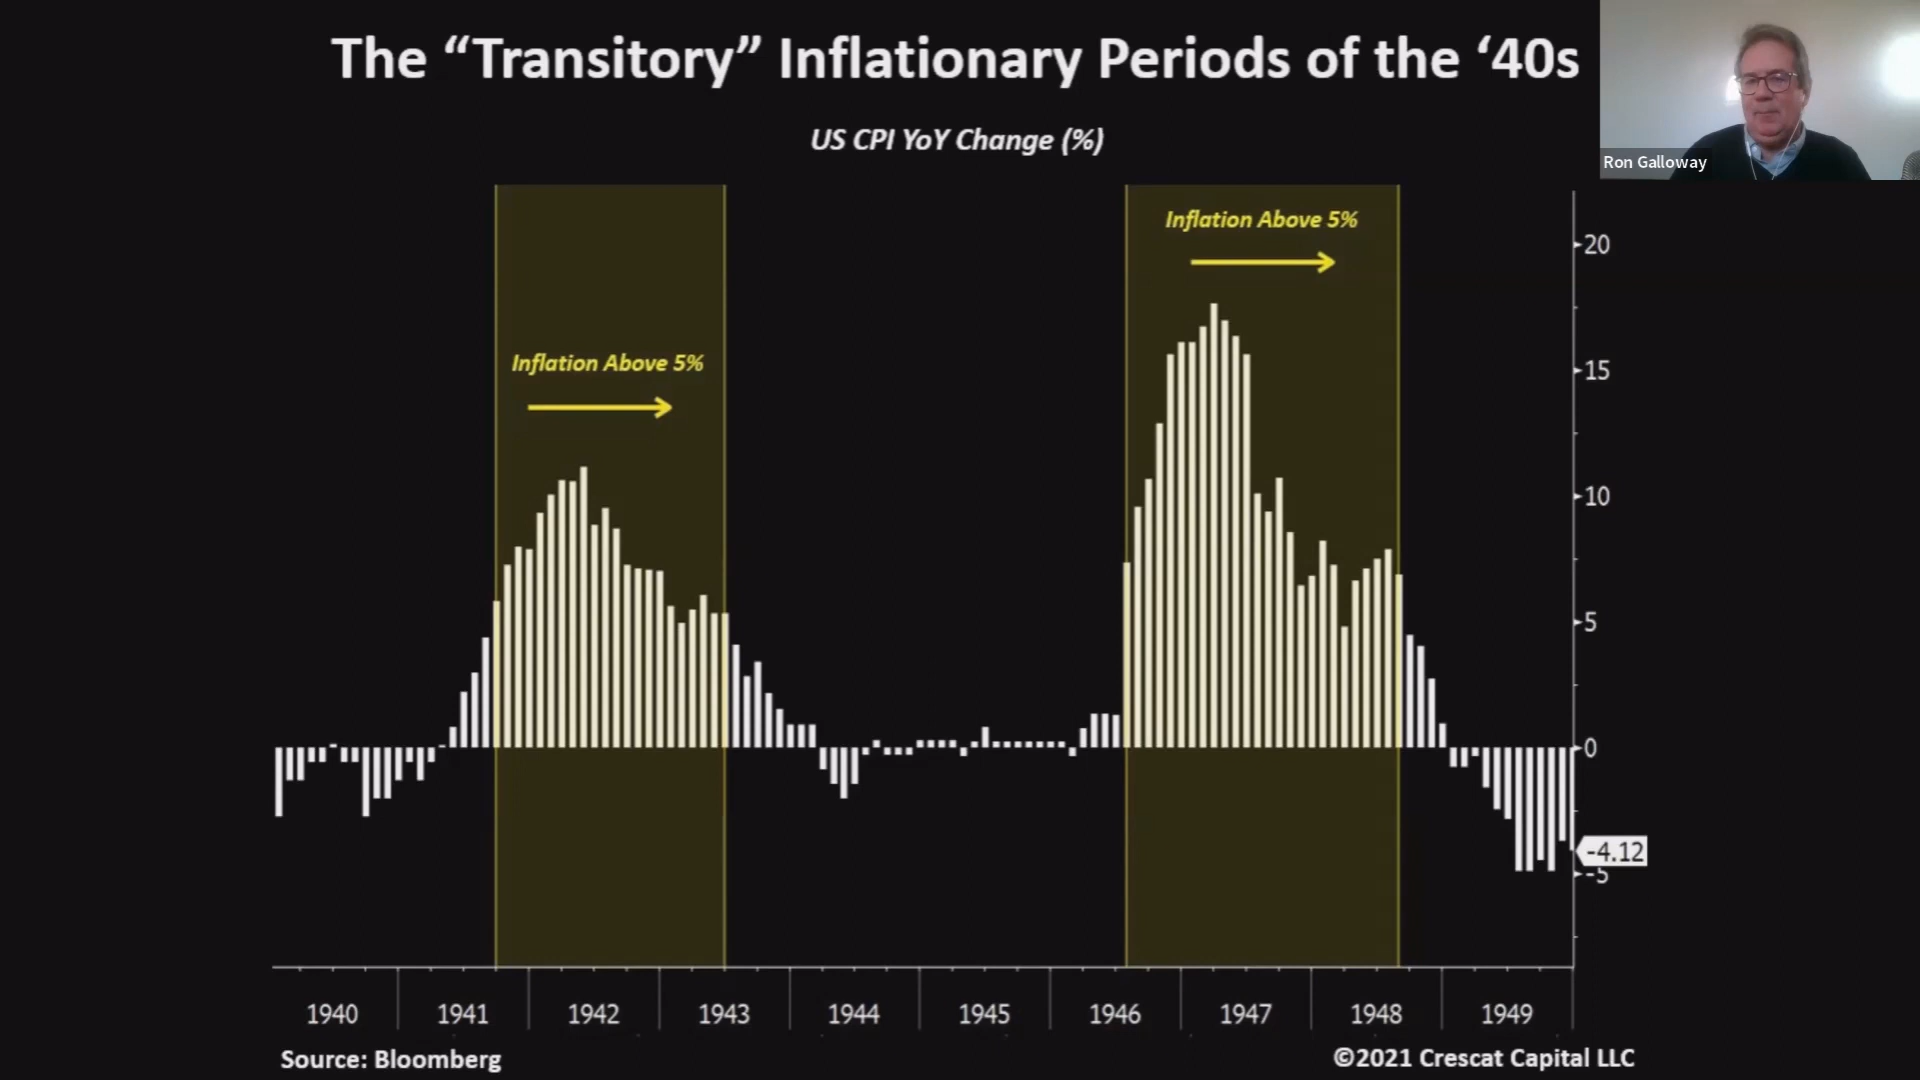 The “Transitory” Inflationary Periods of the ‘40s
US CPI YoY Change (%)
Ron Galloway
Inflation Above 5%
Inflation Above 5%
20
15
10
5
0
-4.12
-5
1940 1941 1942 1943 1944 1945 1946 1947 1948 1949
Source: Bloomberg
©2021 Crescat Capital LLC